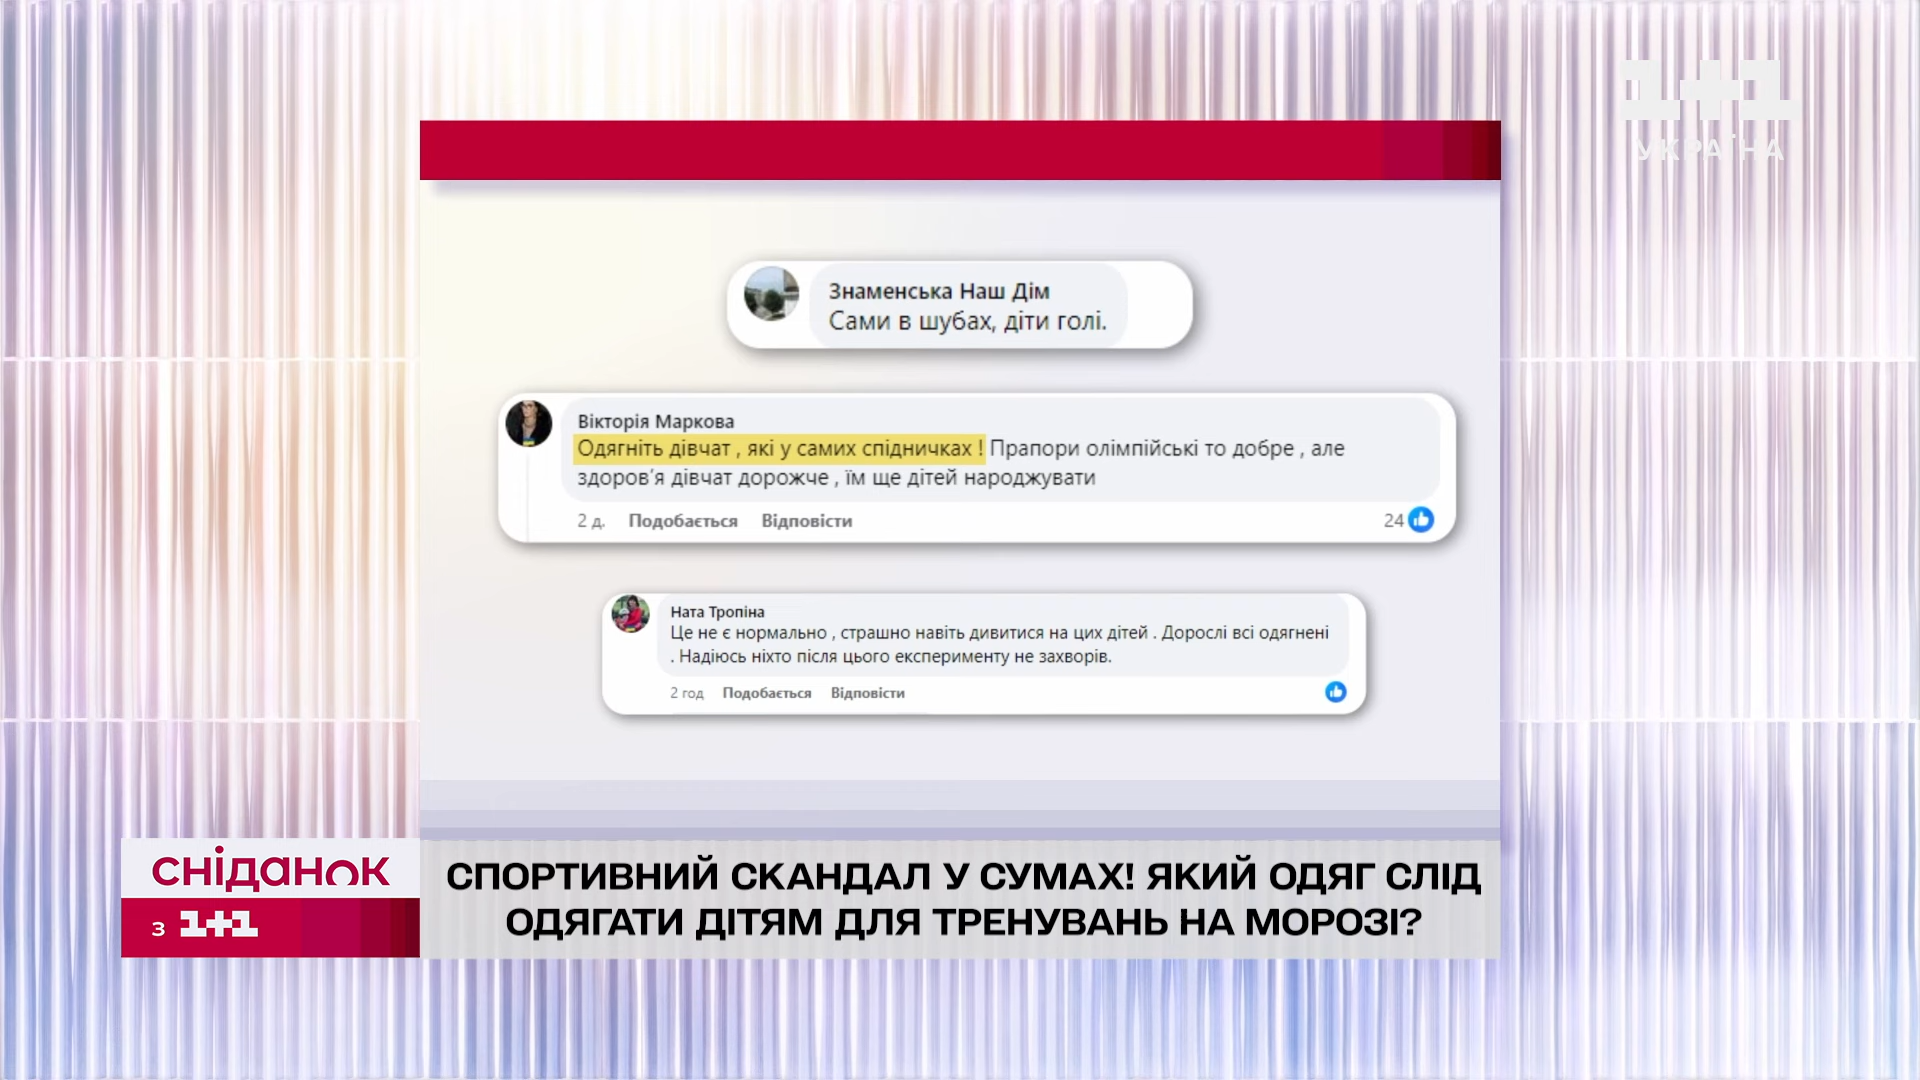 1+1
УКРАЇНА
Знаменська Наш Дім
Сами в шубах, діти голі.
Вікторія Маркова
Одягніть дівчат , які у самих спідничках ! Прапори олімпійські то добре , але
здоров'я дівчат дорожче , їм ще дітей народжувати
2 д. Подобається Відповісти 24
Ната Тропіна
Це не є нормально , страшно навіть дивитися на цих дітей . Дорослі всі одягнені
. Надіюсь ніхто після цього експерименту не захворів.
2 год Подобається Відповісти
сніданок
з 1+1
СПОРТИВНИЙ СКАНДАЛ У СУМАХ! ЯКИЙ ОДЯГ СЛІД
ОДЯГАТИ ДІТЯМ ДЛЯ ТРЕНУВАНЬ НА МОРОЗІ?